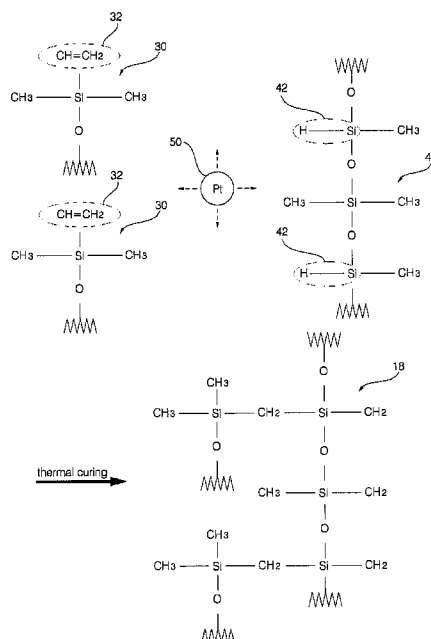 32
CH=CH2
30
CH3 Si CH3
O
32
CH=CH2
30
CH3 Si CH3
O
50
Pt
O
42
H Si CH3
O
4
CH3 Si CH3
O
42
H Si CH3
thermal curing
O
18
CH3
CH3 Si CH2 Si CH2
O O
CH3 Si CH2
CH3 O
CH3 Si CH2 Si CH2
O